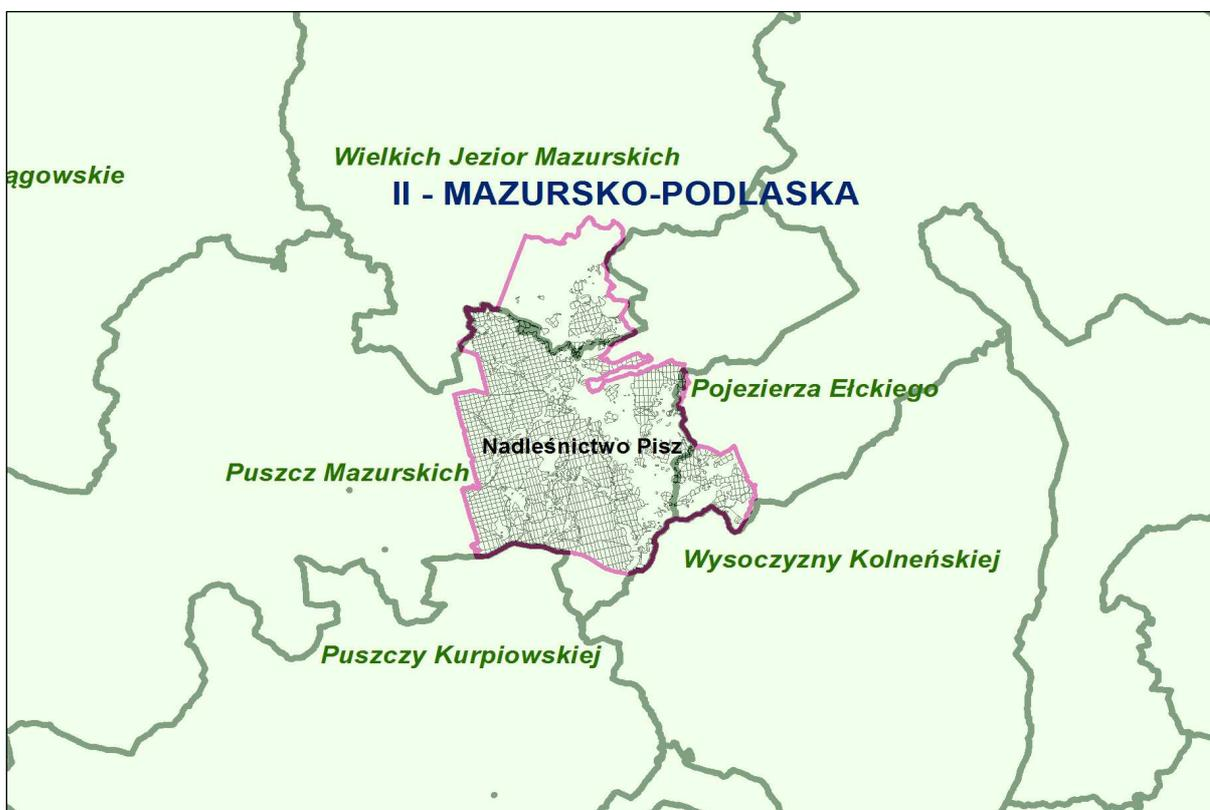 Wielkich Jezior Mazurskich
ągowskie
II - MAZURSKO-PODLASKA
Pojezierza Ełckiego
Nadleśnictwo Pisz
Puszcz Mazurskich
Wysoczyzny Kolneńskiej
Puszczy Kurpiowskiej